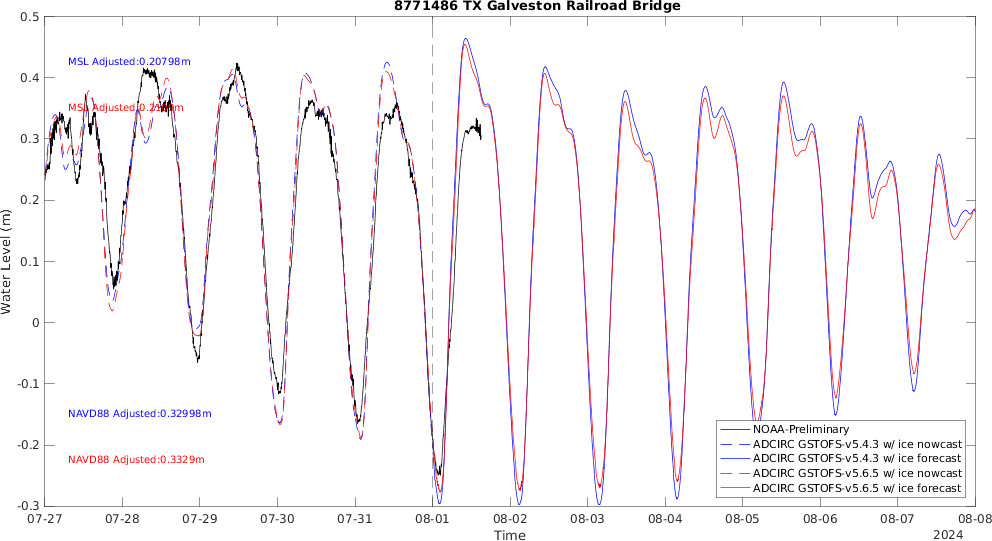 8771486 TX Galveston Railroad Bridge
Water Level (m)
0.5
0.4
0.3
0.2
0.1
0
-0.1
-0.2
-0.3
MSL Adjusted:0.20798m
MSL Adjusted:
NAVD88 Adjusted:0.32998m
NAVD88 Adjusted:0.3329m
NOAA-Preliminary
ADCIRC GSTOFS-v5.4.3 w/ ice nowcast
ADCIRC GSTOFS-v5.4.3 w/ ice forecast
ADCIRC GSTOFS-v5.6.5 w/ ice nowcast
ADCIRC GSTOFS-v5.6.5 w/ ice forecast
07-27 07-28 07-29 07-30 07-31 08-01 08-02 08-03 08-04 08-05 08-06 08-07 08-08
Time
2024